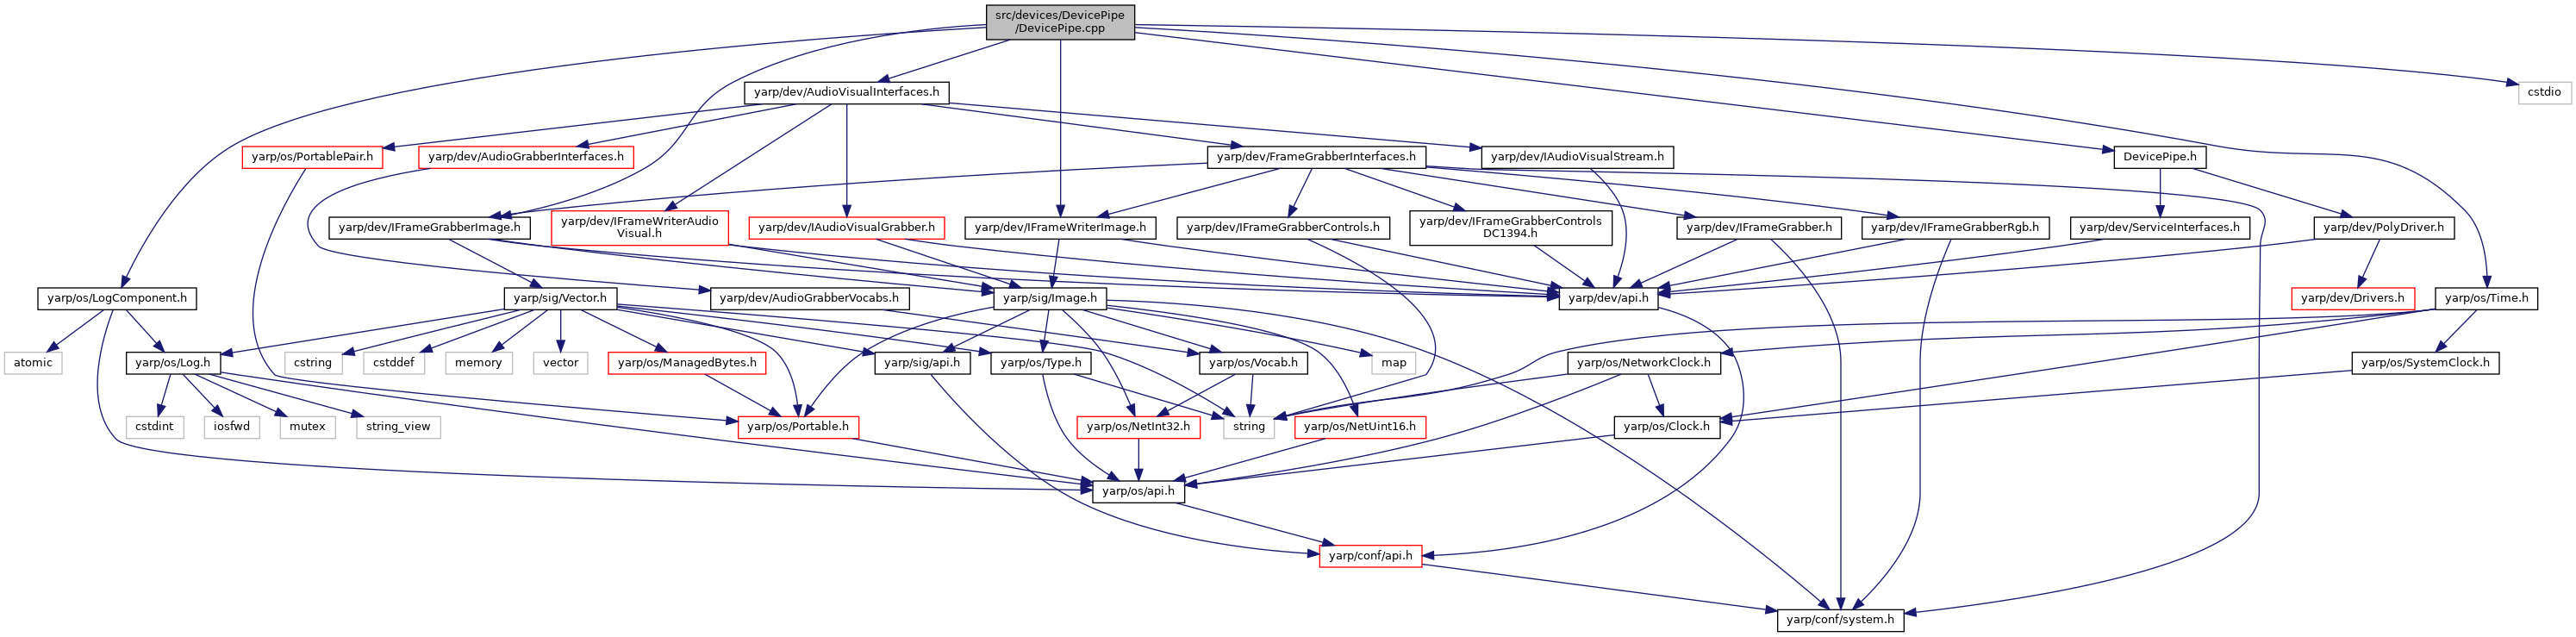 src/devices/DevicePipe
/DevicePipe.cpp
yarp/dev/AudioVisualInterfaces.h
cstdio
yarp/os/PortablePair.h
yarp/dev/AudioGrabberInterfaces.h
yarp/dev/FrameGrabberInterfaces.h
yarp/dev/IAudioVisualStream.h
DevicePipe.h
yarp/dev/IFrameGrabberImage.h
yarp/dev/IFrameWriterAudio
Visual.h
yarp/dev/IAudioVisualGrabber.h
yarp/dev/IFrameWriterImage.h
yarp/dev/IFrameGrabberControls.h
yarp/dev/IFrameGrabberControls
DC1394.h
yarp/dev/IFrameGrabber.h
yarp/dev/IFrameGrabberRgb.h
yarp/dev/ServiceInterfaces.h
yarp/dev/PolyDriver.h
yarp/os/LogComponent.h
yarp/sig/Vector.h
yarp/dev/AudioGrabberVocabs.h
yarp/sig/Image.h
yarp/dev/api.h
yarp/dev/Drivers.h
yarp/os/Time.h
atomic
yarp/os/Log.h
cstring
cstddef
memory
vector
yarp/os/ManagedBytes.h
yarp/sig/api.h
yarp/os/Type.h
yarp/os/Vocab.h
map
yarp/os/NetworkClock.h
yarp/os/SystemClock.h
cstdint
iosfwd
mutex
string_view
yarp/os/Portable.h
yarp/os/NetInt32.h
string
yarp/os/NetUint16.h
yarp/os/Clock.h
yarp/os/api.h
yarp/conf/api.h
yarp/conf/system.h